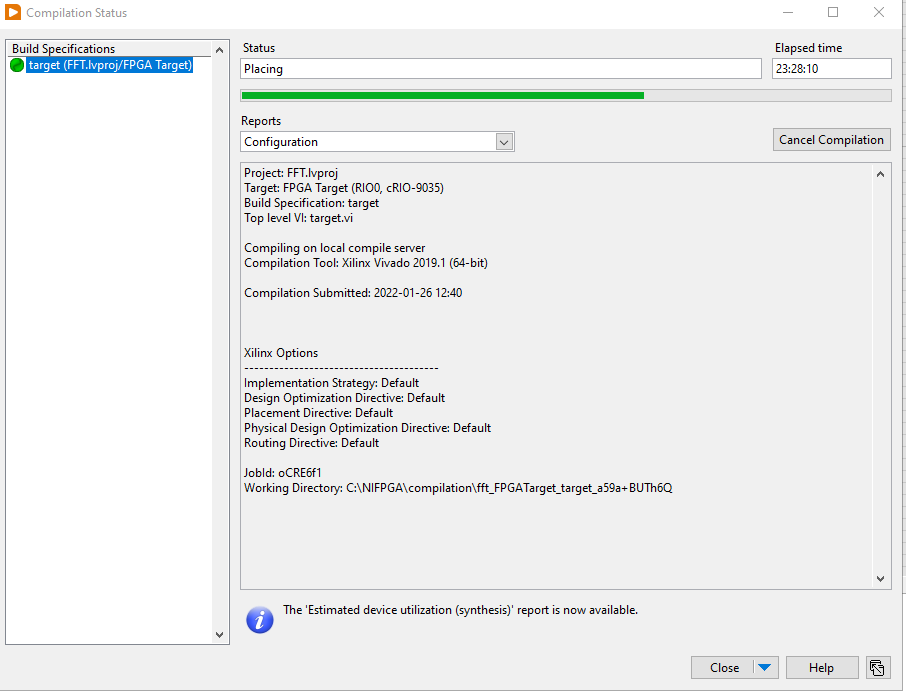 Compilation Status
Build Specifications
target (FFT.lvproj/FPGA Target)
Status
Elapsed time
Placing
23:28:10
Reports
Configuration
Cancel Compilation
Project: FFT.lvproj
Target: FPGA Target (RIO0, cRIO-9035)
Build Specification: target
Top level VI: target.vi
Compiling on local compile server
Compilation Tool: Xilinx Vivado 2019.1 (64-bit)
Compilation Submitted: 2022-01-26 12:40
Xilinx Options
---------------------------------------
Implementation Strategy: Default
Design Optimization Directive: Default
Placement Directive: Default
Physical Design Optimization Directive: Default
Routing Directive: Default
JobId: oCRE6f1
Working Directory: C:\NIFPGA\compilation\fft_FPGATarget_target_a59a+BUTh6Q
The 'Estimated device utilization (synthesis)' report is now available.
Close
Help